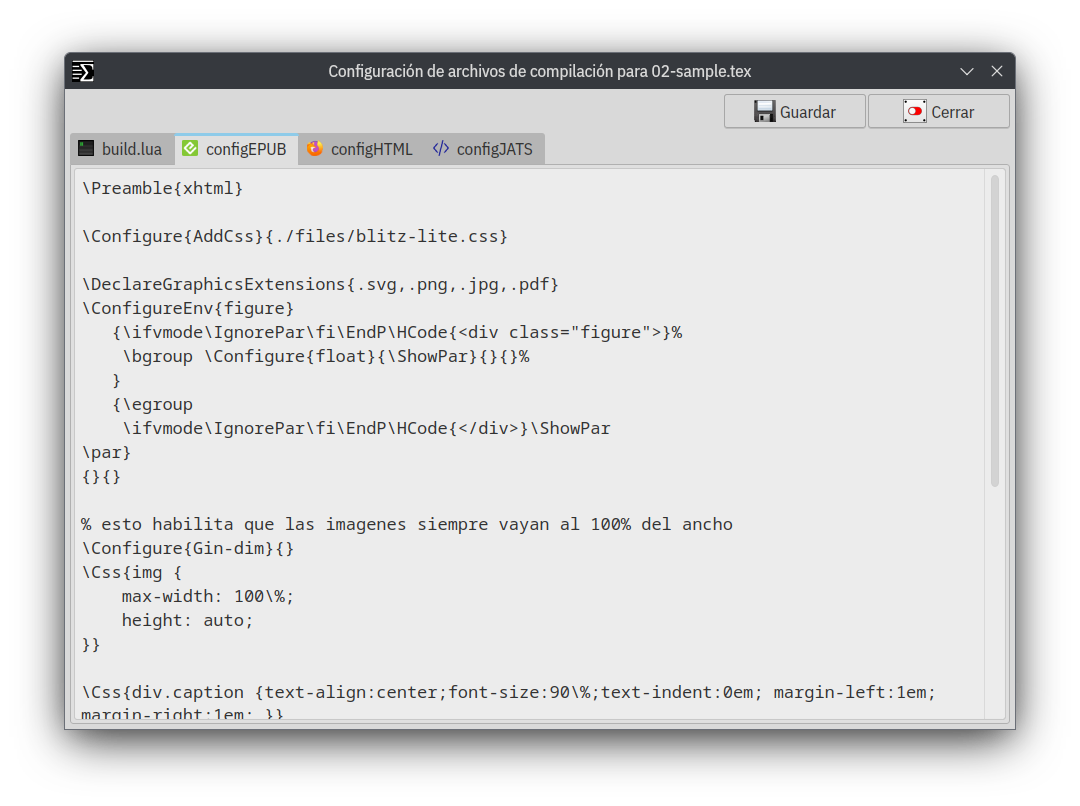 Configuración de archivos de compilación para 02-sample.tex
Guardar
Cerrar
build.lua
configEPUB
configHTML
configJATS
\Preamble{xhtml}
\Configure{AddCss}{./files/blitz-lite.css}
\DeclareGraphicsExtensions{.svg,.png,.jpg,.pdf}
\ConfigureEnv{figure}
{\ifvmode\IgnorePar\fi\EndP\HCode{<div class="figure">}%
\bgroup \Configure{float}{\ShowPar}{}{}%
}
{\egroup
\ifvmode\IgnorePar\fi\EndP\HCode{</div>}\ShowPar
\par}
{}{}
% esto habilita que las imagenes siempre vayan al 100% del ancho
\Configure{Gin-dim}{}
\Css{img {
max-width: 100\%;
height: auto;
}}
\Css{div.caption {text-align:center;font-size:90\%;text-indent:0em; margin-left:1em;
margin-right:1em; }}